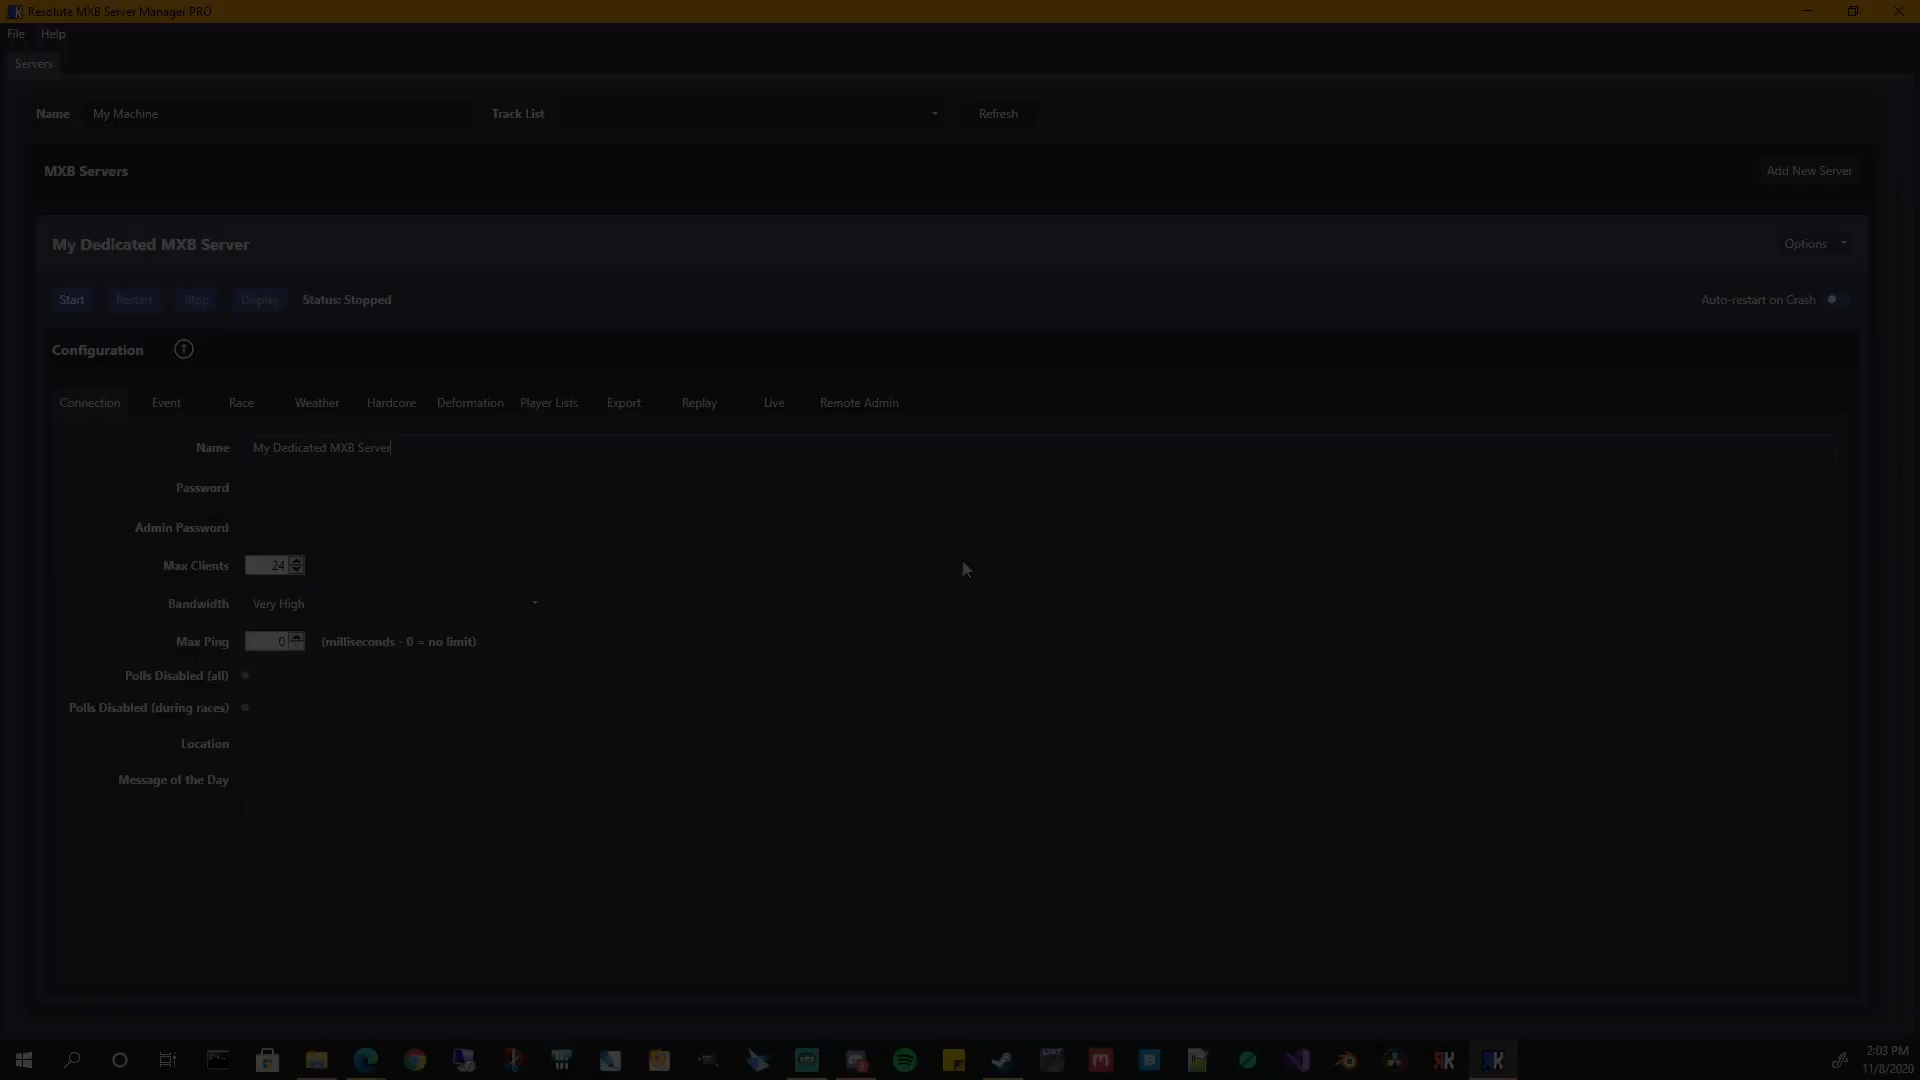 Resolute MXB Server Manager PRO
File Help
Servers
Name My Machine Track List Refresh
MXB Servers Add New Server
My Dedicated MXB Server Options
Start Restart Stop Display Status: Stopped Auto-restart on Crash
Configuration
Connection Event Race Weather Hardcore Deformation Player Lists Export Replay Live Remote Admin
Name My Dedicated MXB Server
Password
Admin Password
Max Clients 24
Bandwidth Very High
Max Ping 0 (milliseconds - 0 = no limit)
Polls Disabled (all)
Polls Disabled (during races)
Location
Message of the Day
2:03 PM
11/8/2020